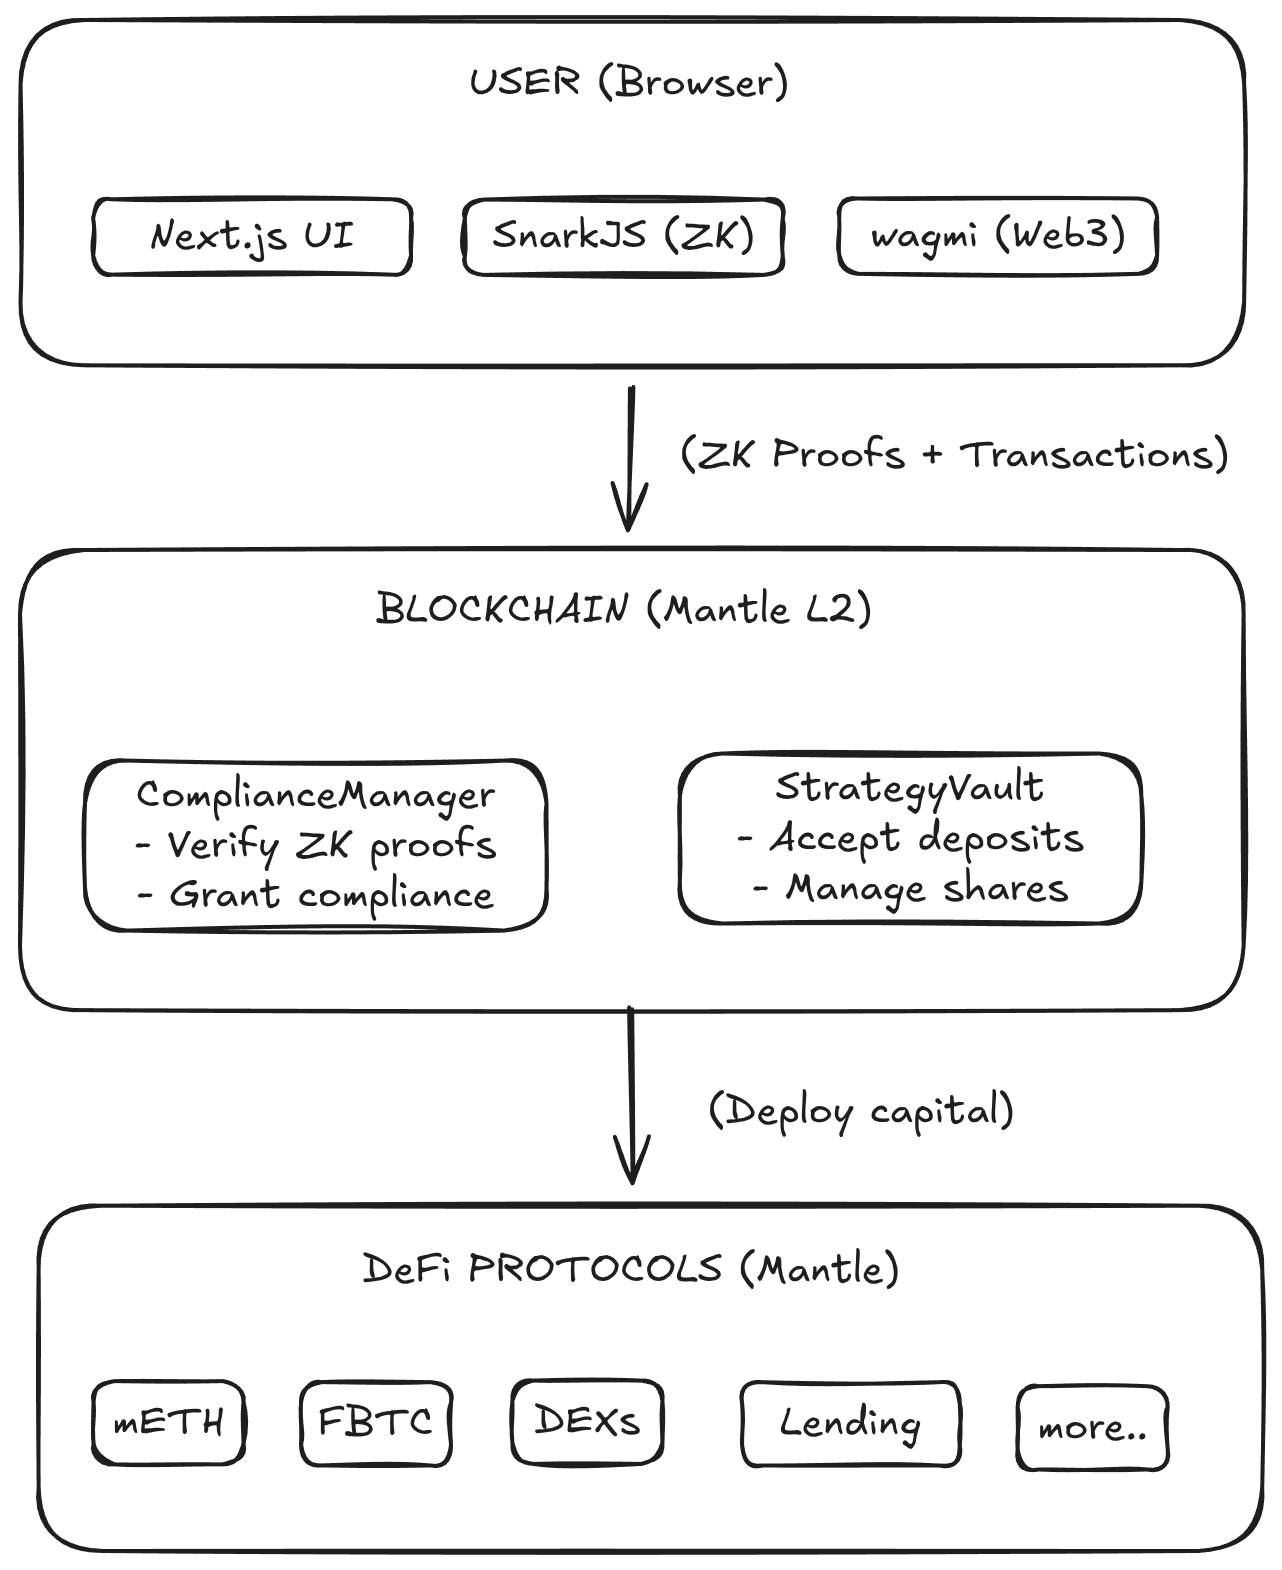 USER (Browser)
Next.js UI
SnarkJS (ZK)
wagmi (Web3)
(ZK Proofs + Transactions)
BLOCKCHAIN (Mantle L2)
ComplianceManager
- Verify ZK proofs
- Grant compliance
StrategyVault
- Accept deposits
- Manage shares
(Deploy capital)
DeFi PROTOCOLS (Mantle)
mETH
FBTC
DEXs
Lending
more..